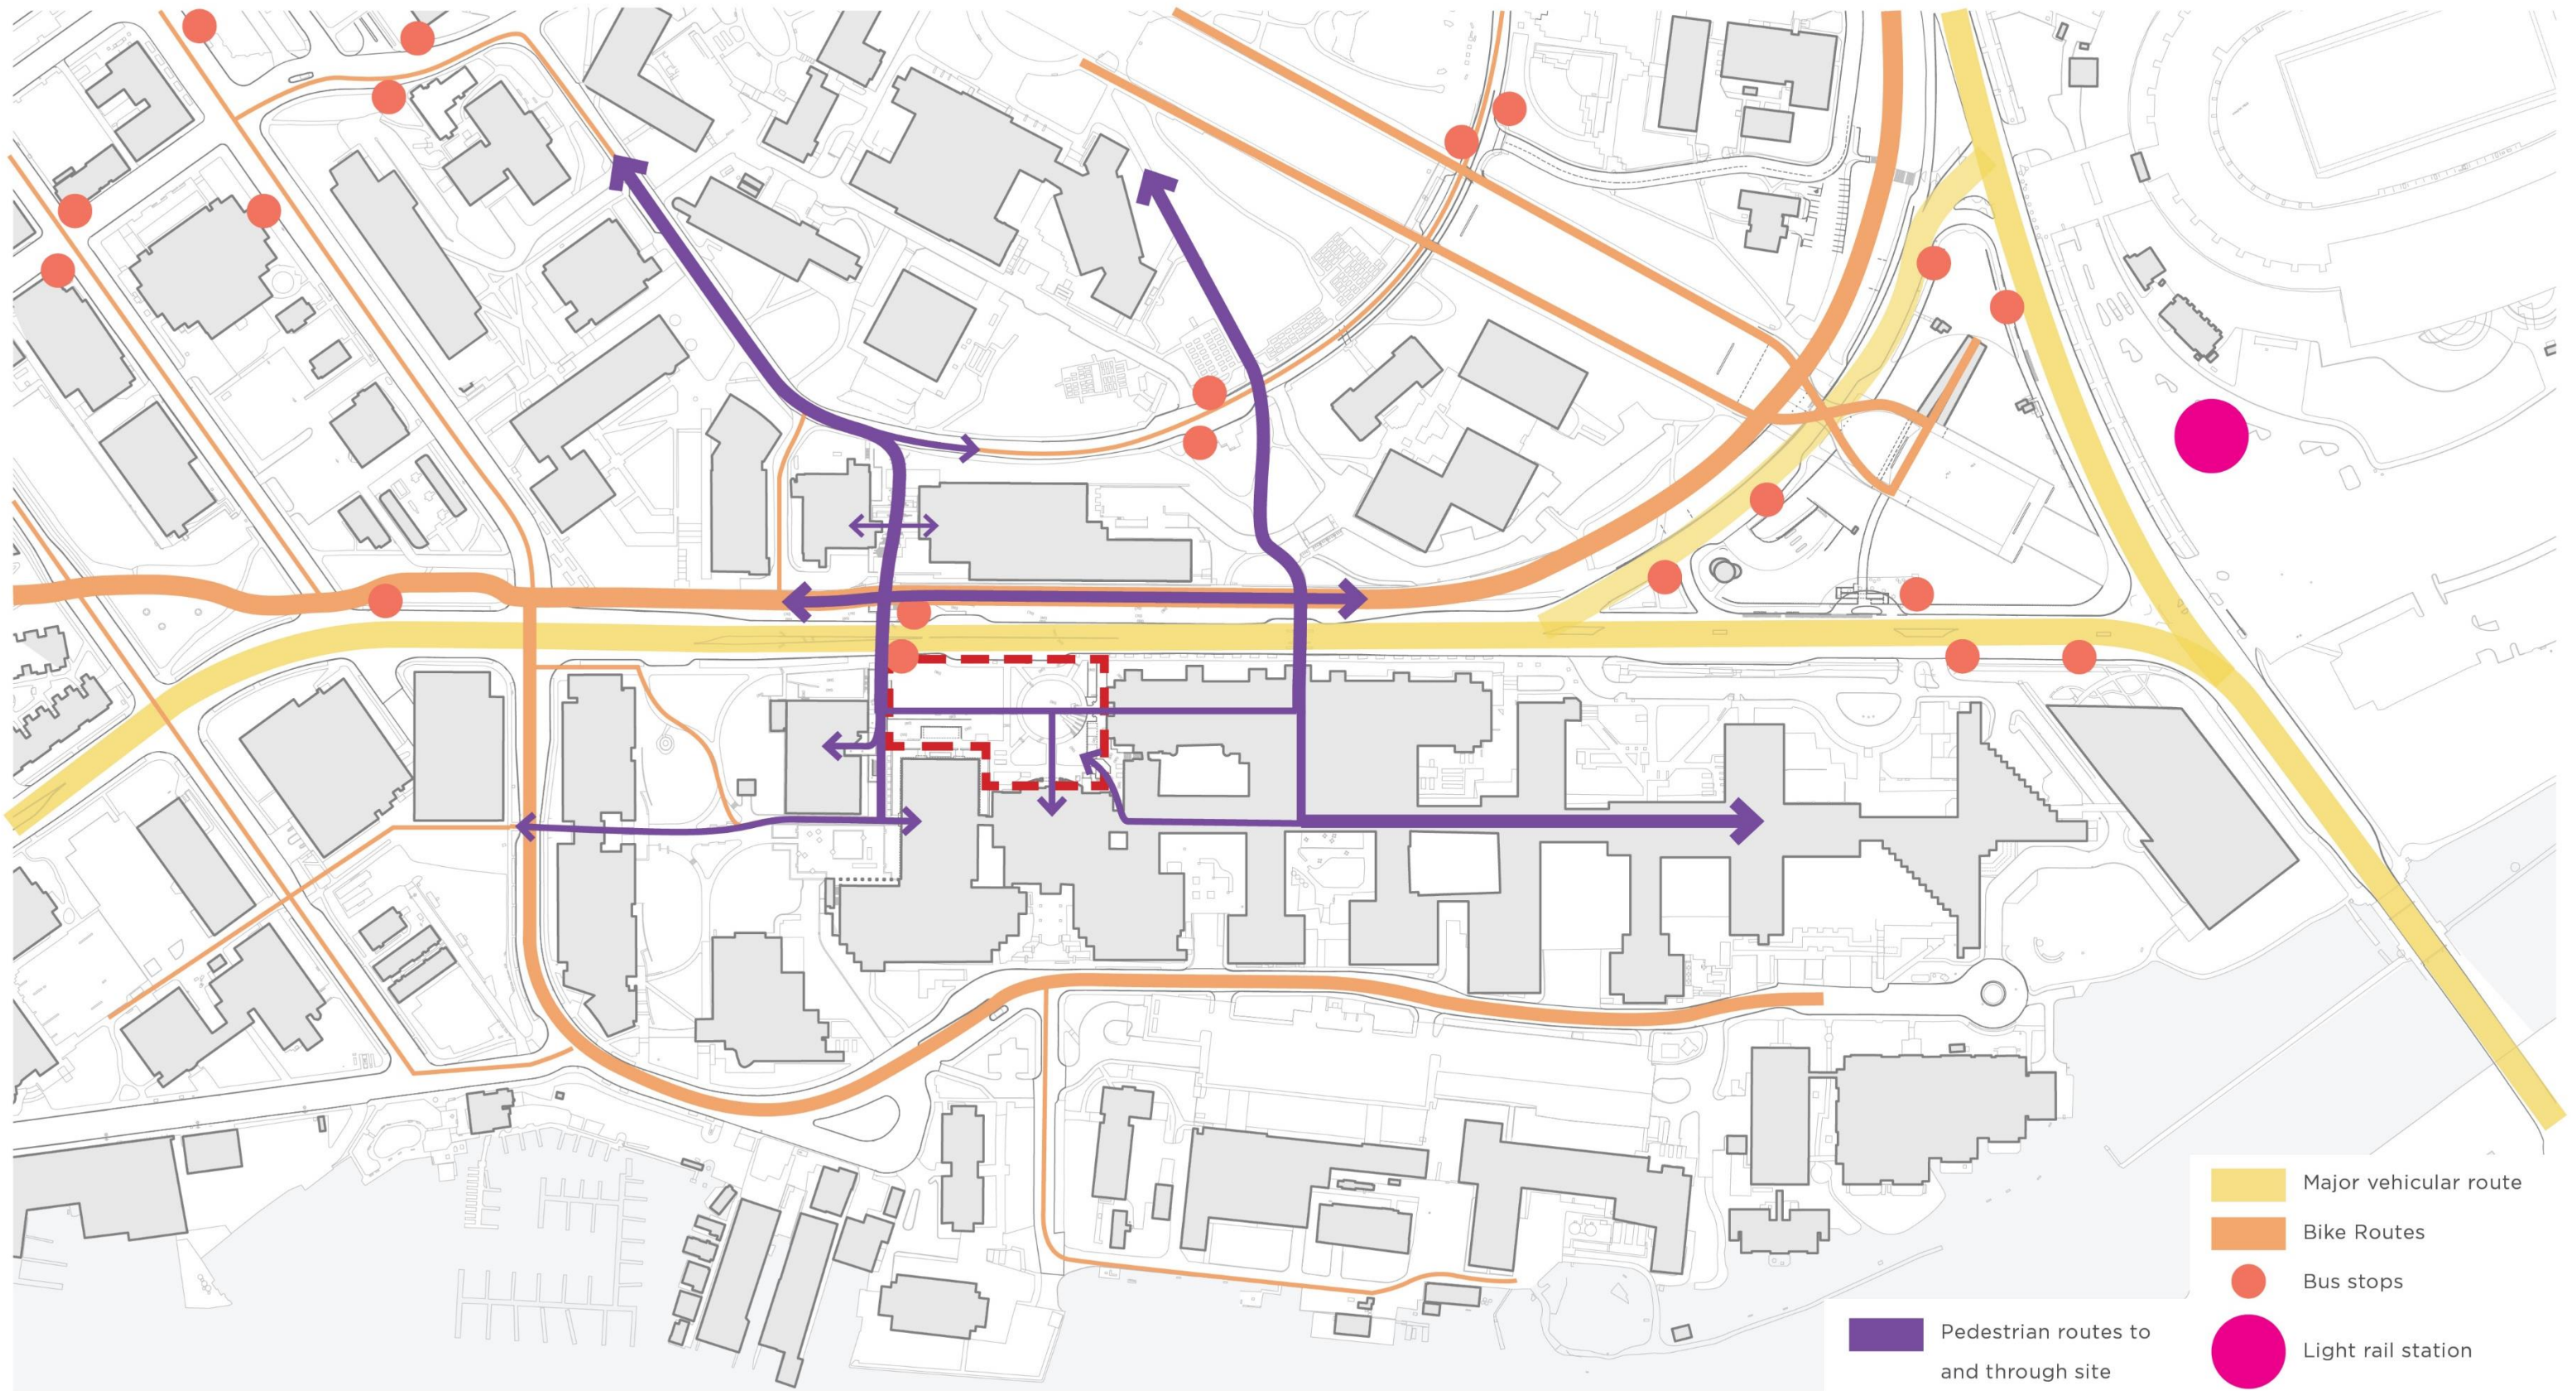 Major vehicular route
Bike Routes
Bus stops
Light rail station
Pedestrian routes to
and through site